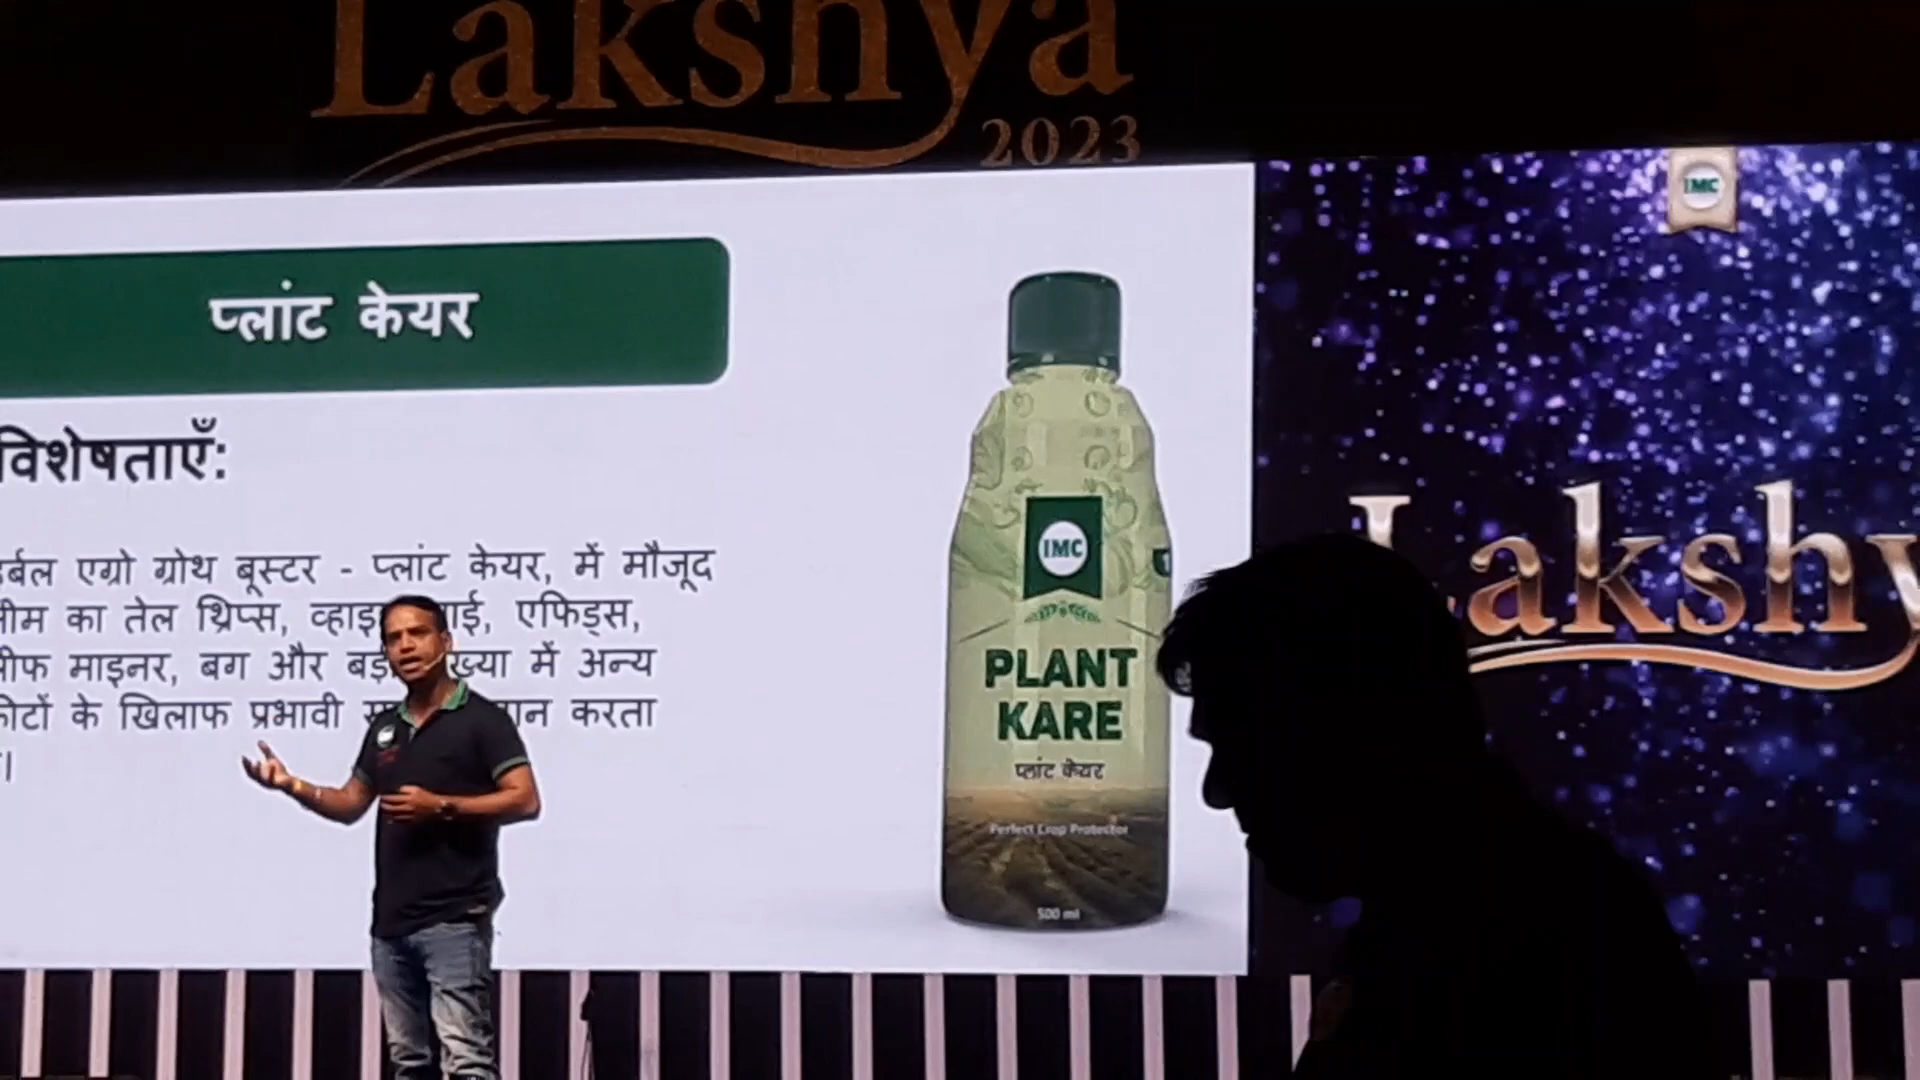 Lakshya
2023
IMC
प्लांट केयर
विशेषताएँ:
एग्रो ग्रोथ बूस्टर - प्लांट केयर, में मौजूद
का तेल थ्रिप्स, एफिड्स,
माइनर, बग और में अन्य
के खिलाफ प्रभावी करता
IMC
PLANT
KARE
प्लांट केयर
Perfect Crop Protector
500 ml
Lakshy